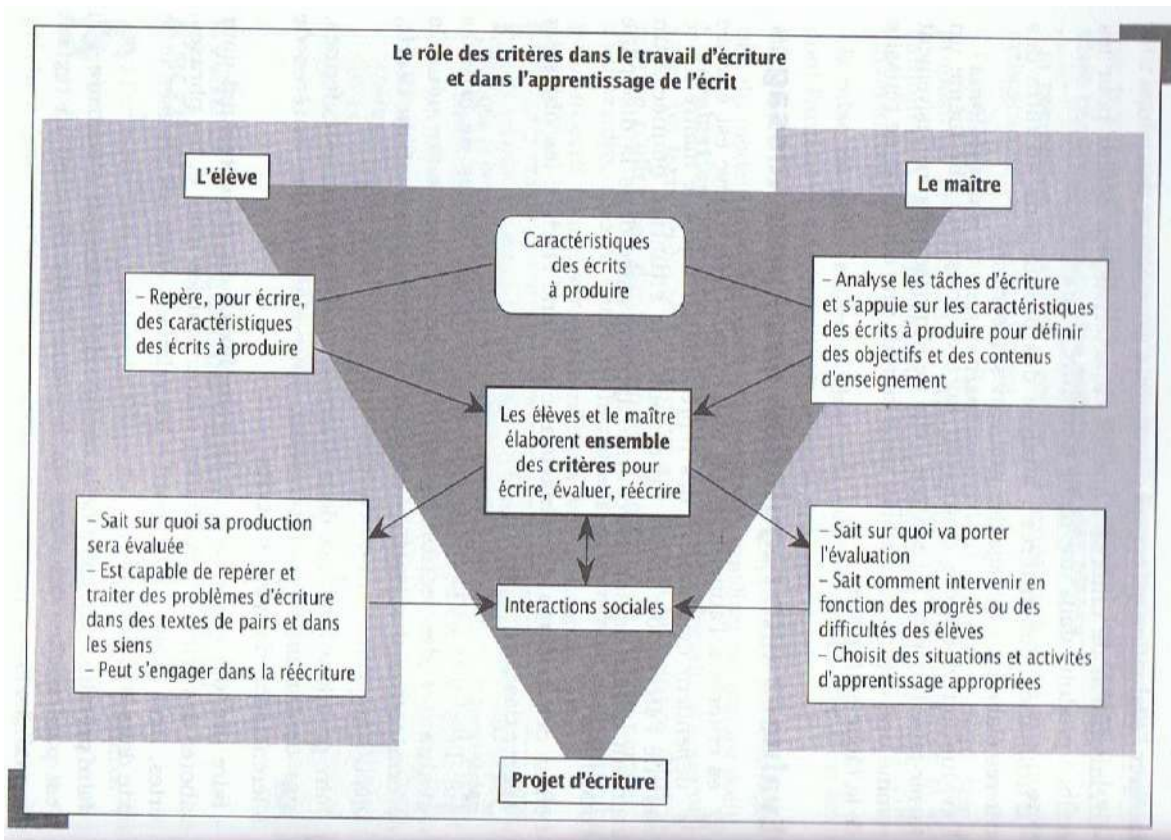 Le rôle des critères dans le travail d'écriture
et dans l'apprentissage de l'écrit
L'élève
Le maître
Caractéristiques
des écrits
à produire
– Repère, pour écrire,
des caractéristiques
des écrits à produire
– Analyse les tâches d'écriture
et s'appuie sur les caractéristiques
des écrits à produire pour définir
des objectifs et des contenus
d'enseignement
Les élèves et le maître
élaborent ensemble
des critères pour
écrire, évaluer, réécrire
– Sait sur quoi sa production
sera évaluée
– Est capable de repérer et
traiter des problèmes d'écriture
dans des textes de pairs et dans
les siens
– Peut s'engager dans la réécriture
Interactions sociales
– Sait sur quoi va porter
l'évaluation
– Sait comment intervenir en
fonction des progrès ou des
difficultés des élèves
– Choisit des situations et activités
d'apprentissage appropriées
Projet d'écriture